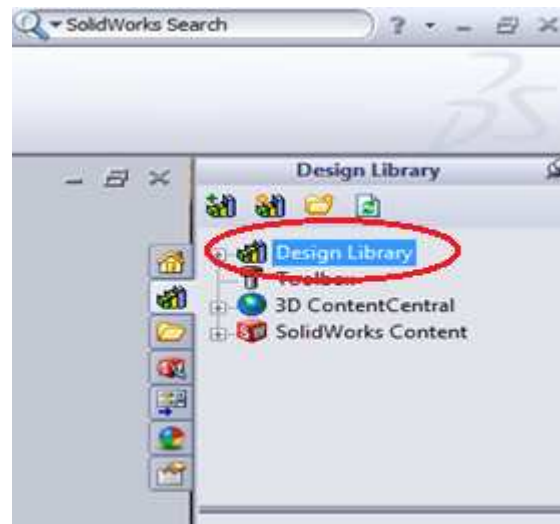 SolidWorks Search
?
Design Library
Design Library
Toolbox
3D ContentCentral
SolidWorks Content